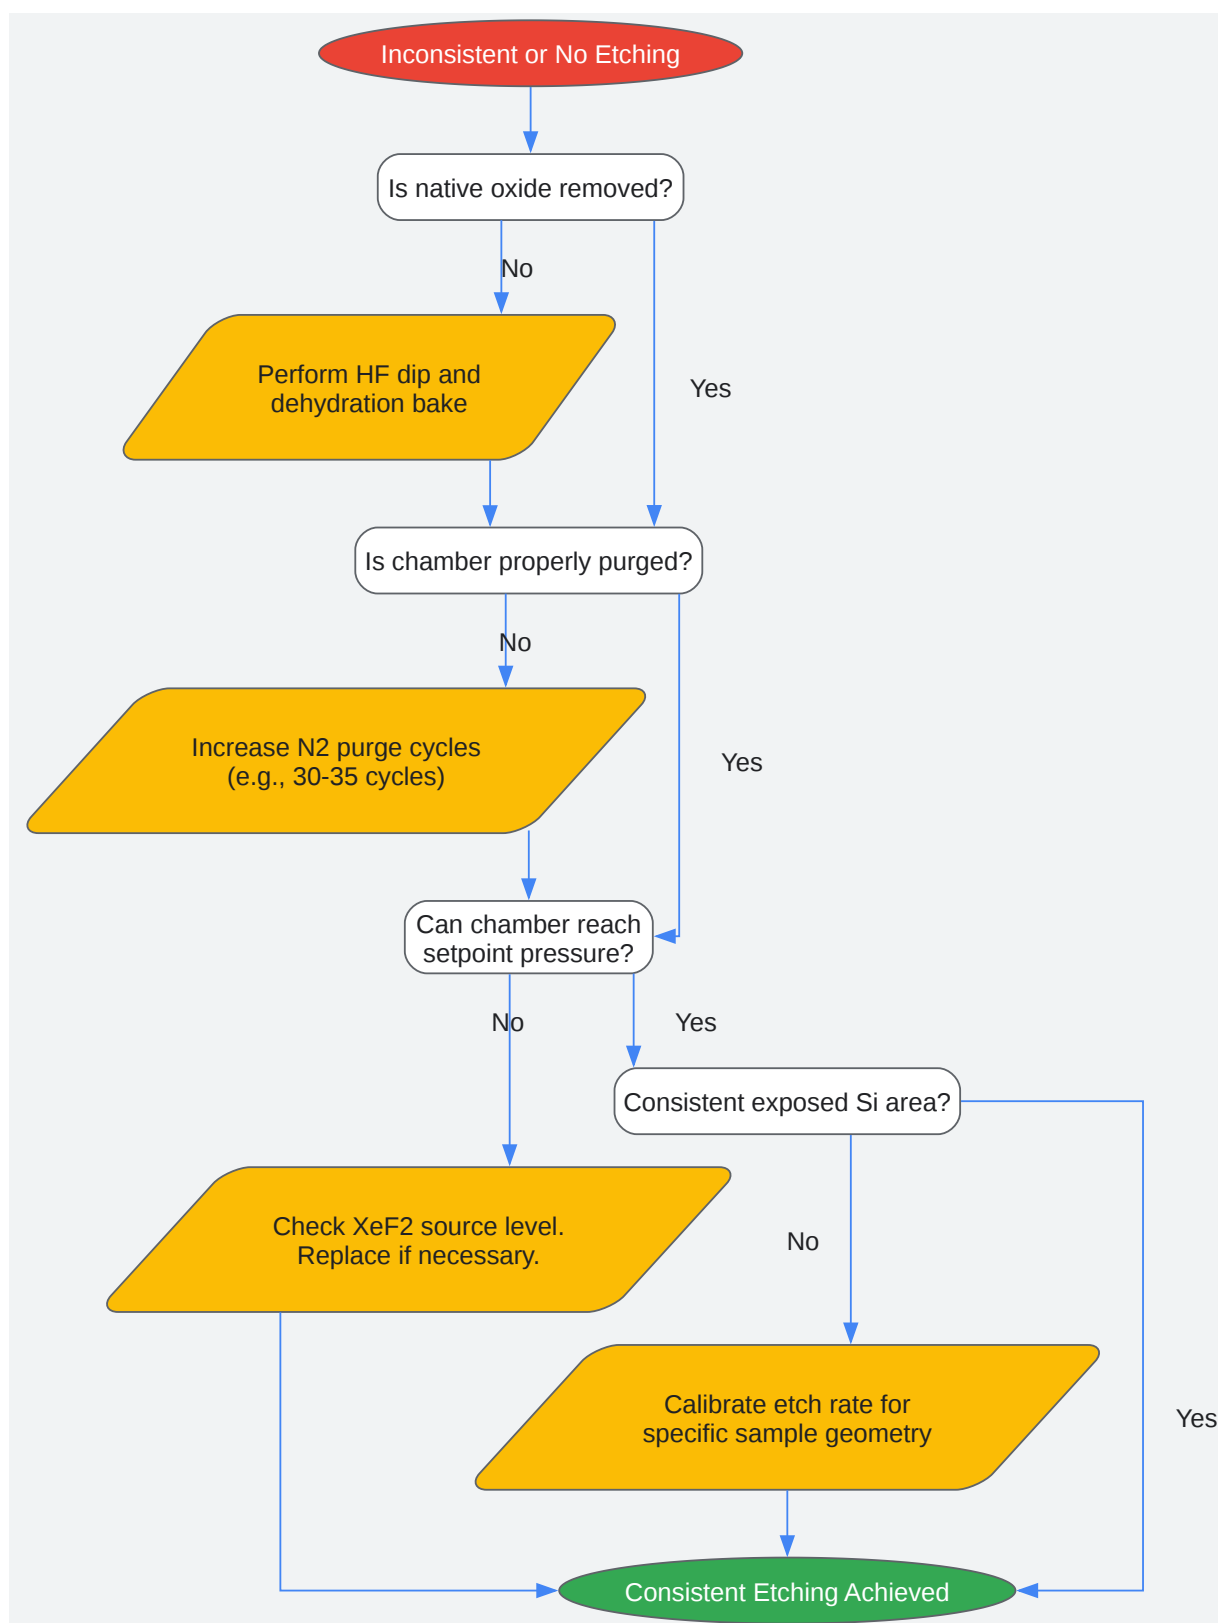 Inconsistent or No Etching
Is native oxide removed?
No
Perform HF dip and
dehydration bake
Yes
Is chamber properly purged?
No
Increase N2 purge cycles
(e.g., 30-35 cycles)
Yes
Can chamber reach
setpoint pressure?
No
Yes
Consistent exposed Si area?
Check XeF2 source level.
Replace if necessary.
No
Calibrate etch rate for
specific sample geometry
Yes
Consistent Etching Achieved